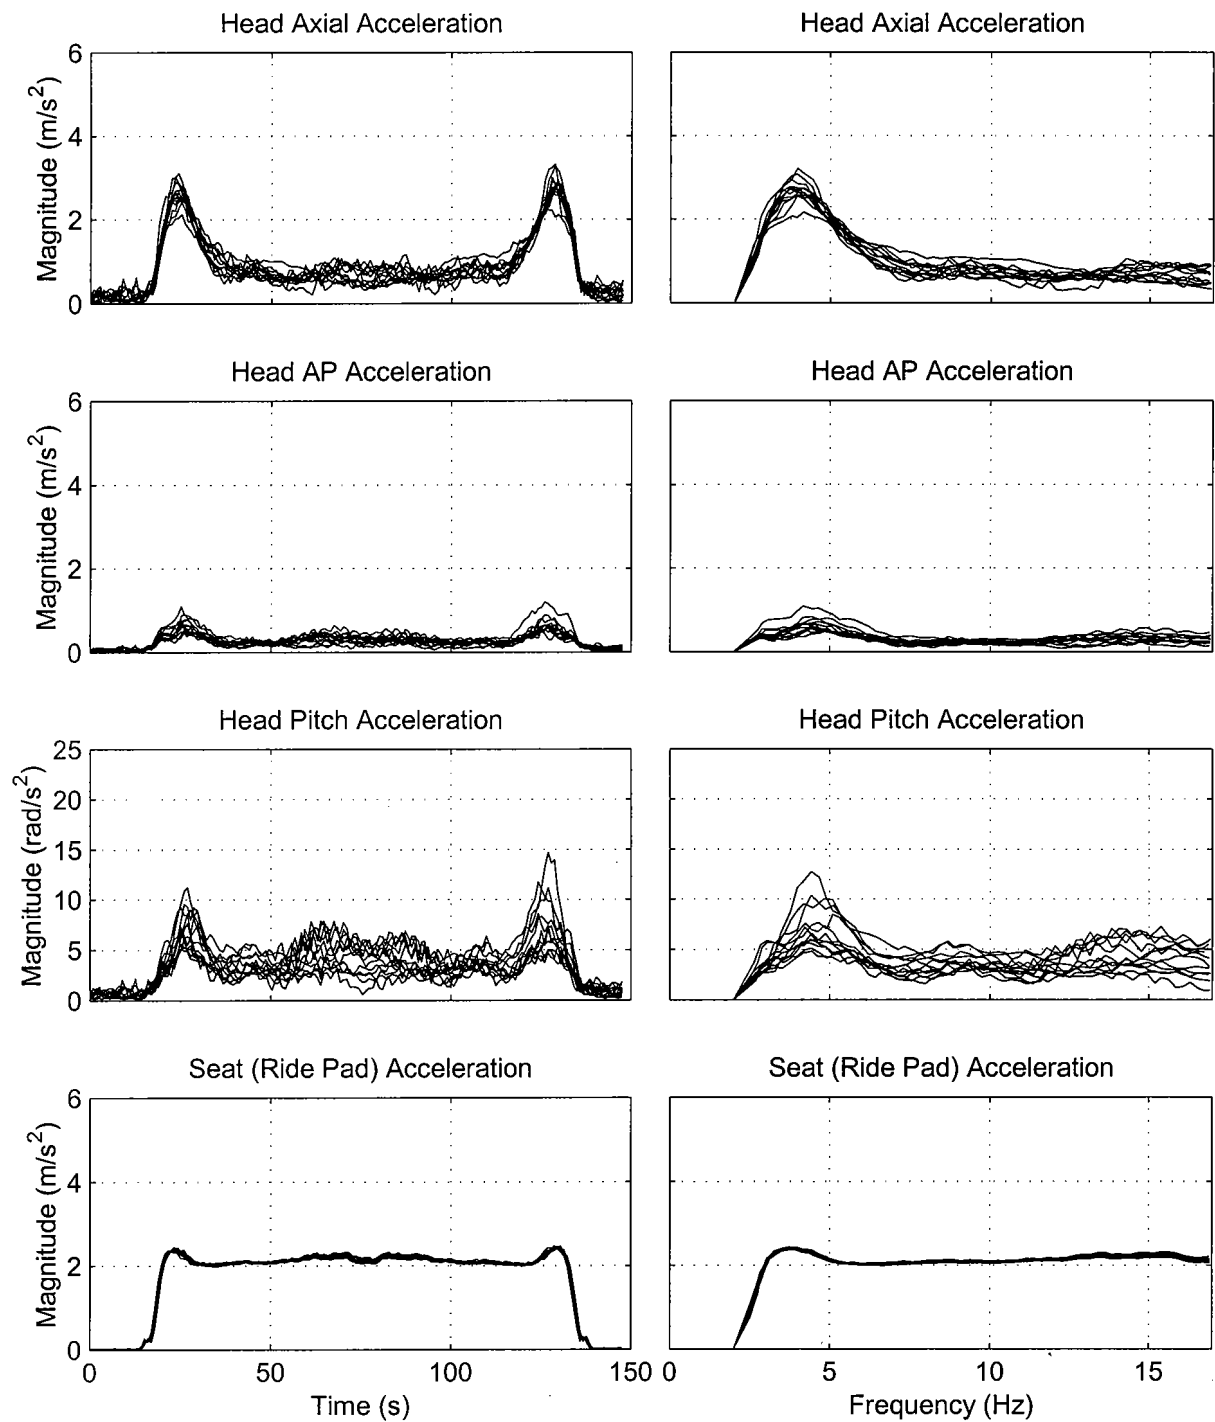 Head Axial Acceleration
Head Axial Acceleration
Magnitude (m/s²)
6
4
2
0
Head AP Acceleration
Head AP Acceleration
Magnitude (m/s²)
6
4
2
0
Head Pitch Acceleration
Head Pitch Acceleration
Magnitude (rad/s²)
25
20
15
10
5
0
Seat (Ride Pad) Acceleration
Seat (Ride Pad) Acceleration
Magnitude (m/s²)
6
4
2
0
0 50 100 150
0 5 10 15
Time (s)
Frequency (Hz)